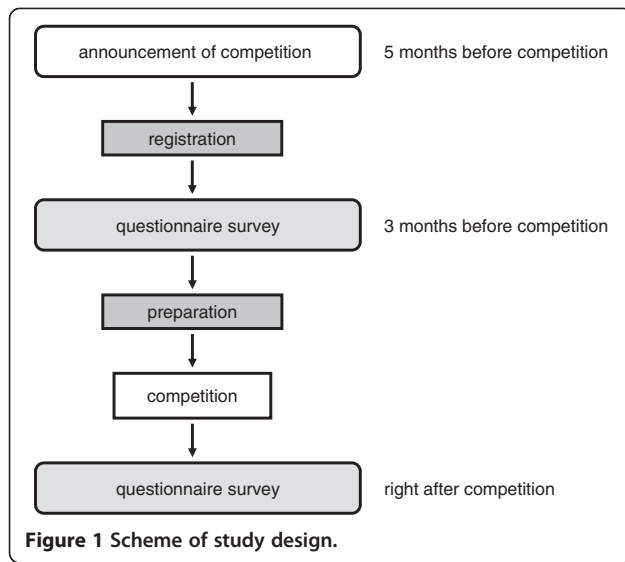 announcement of competition 5 months before competition
registration
questionnaire survey 3 months before competition
preparation
competition
questionnaire survey right after competition
Figure 1 Scheme of study design.